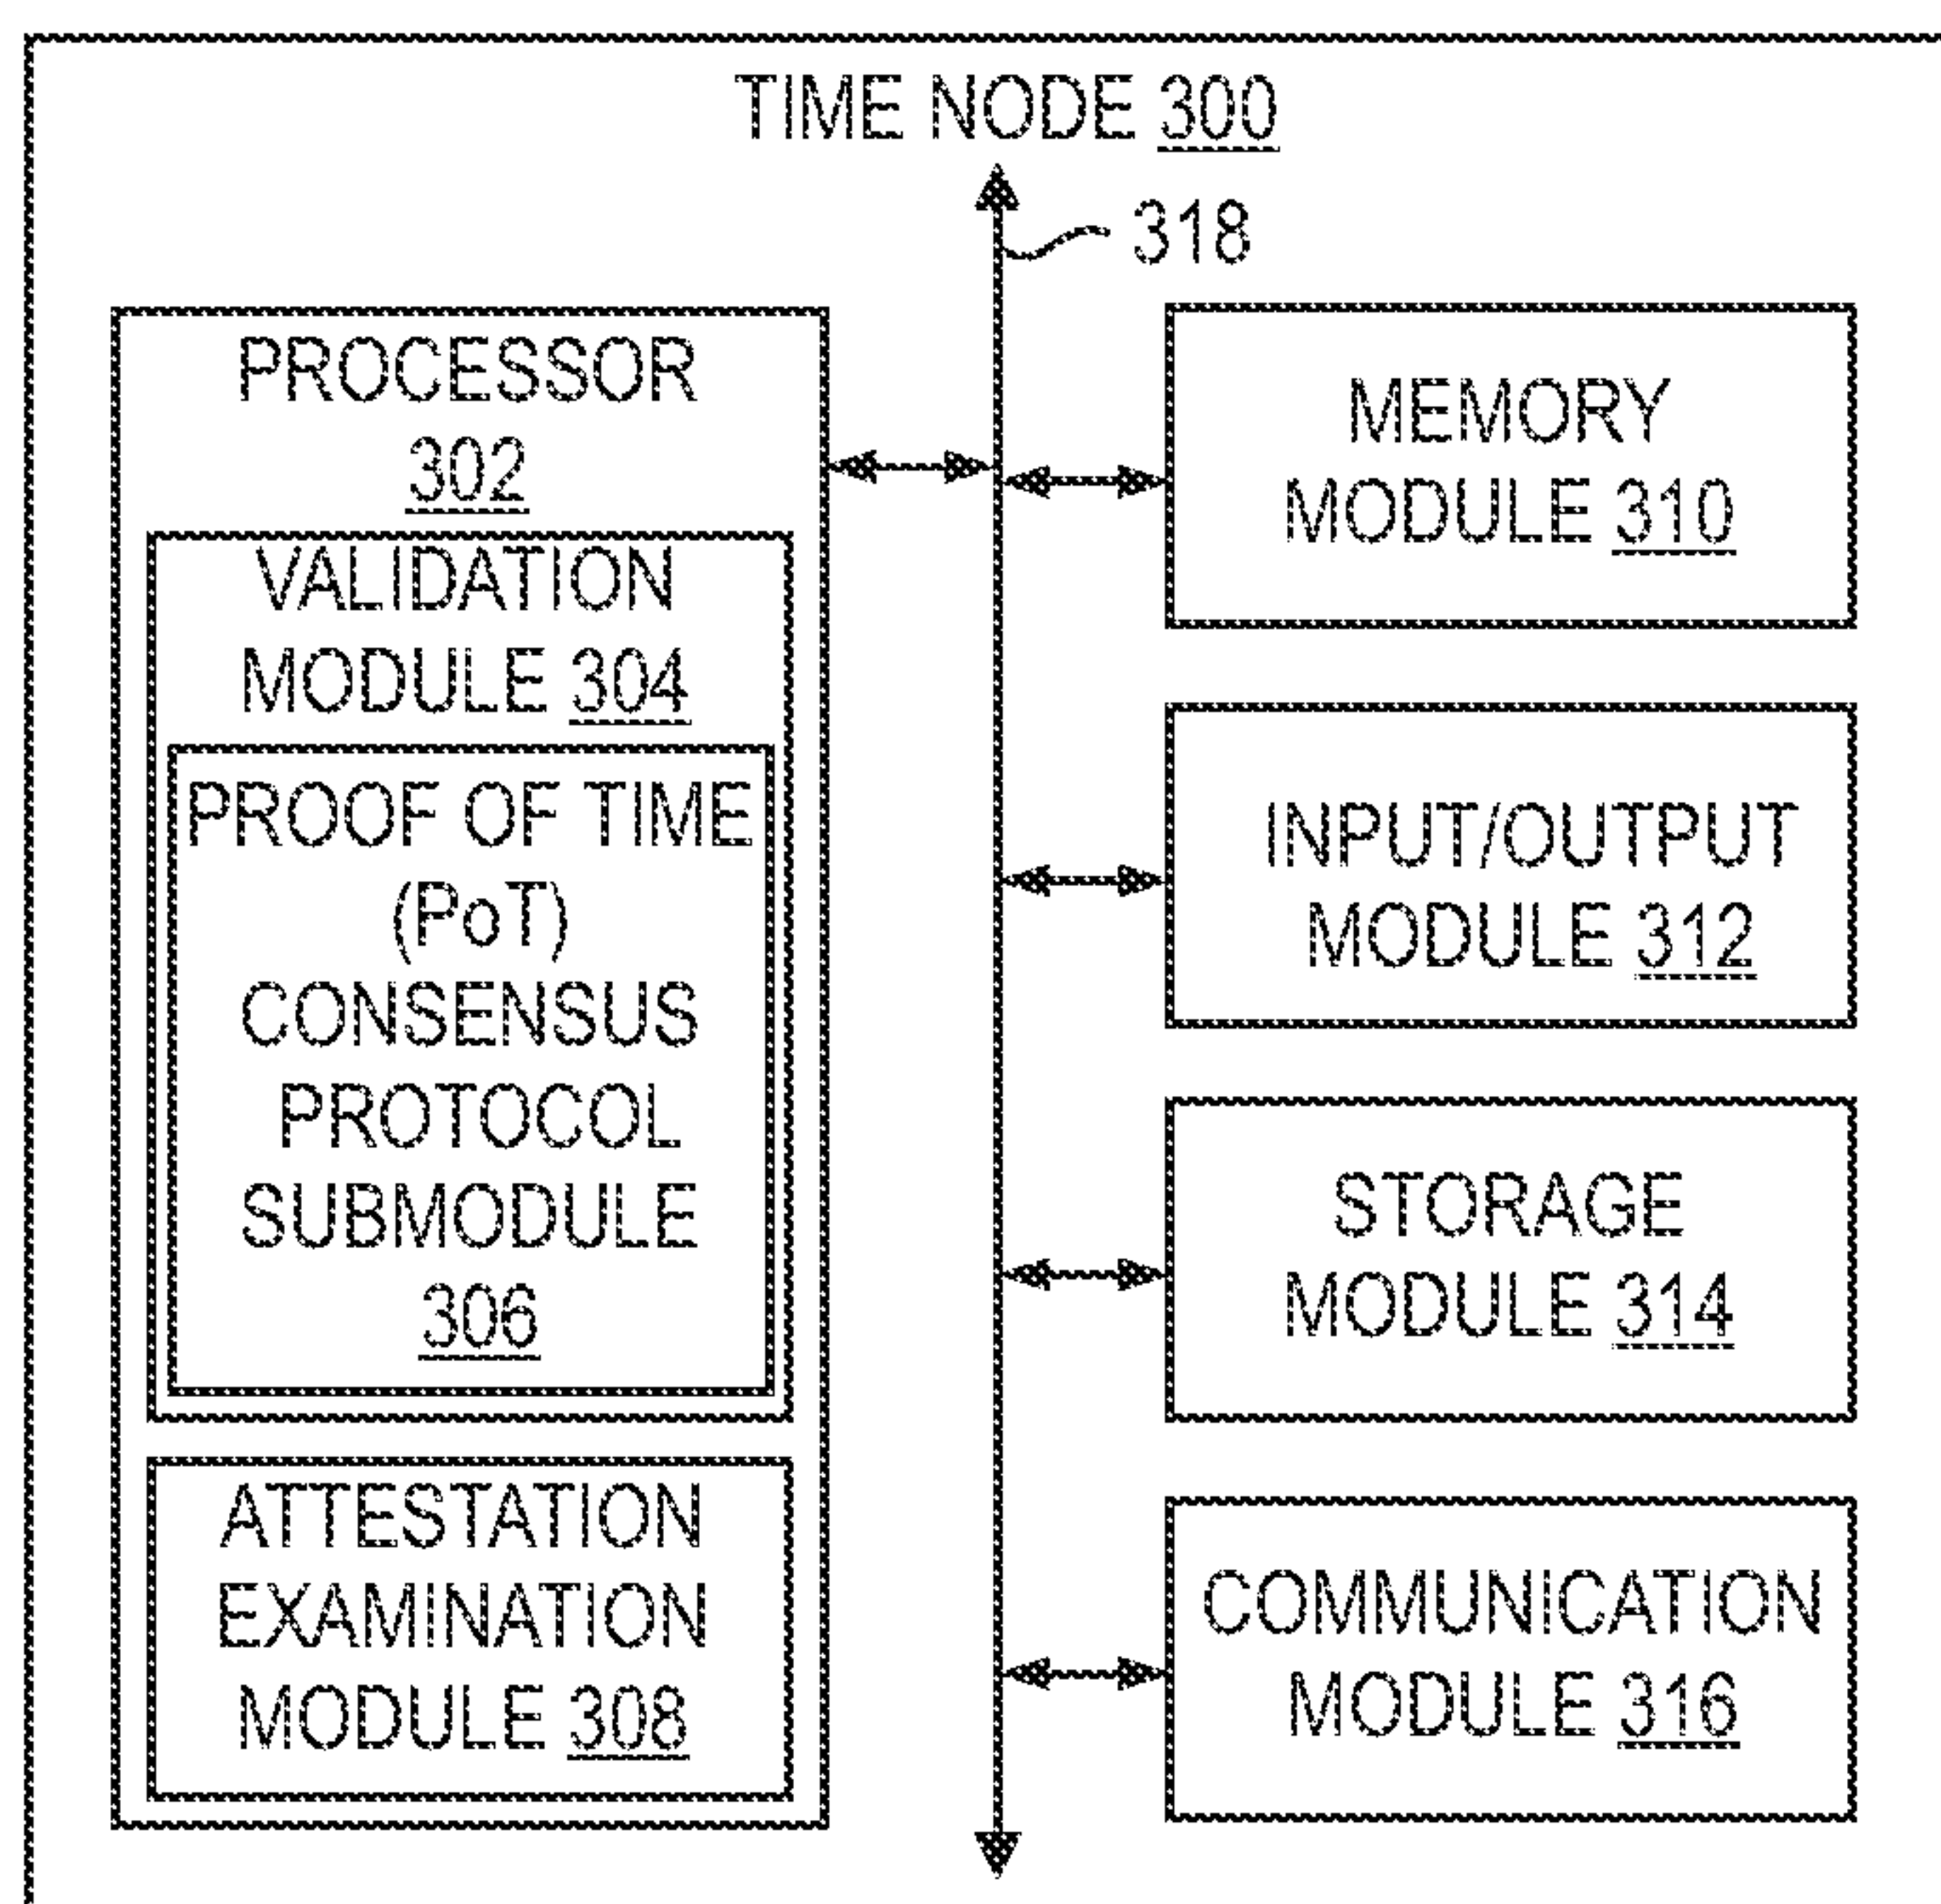 TIME NODE 300
318
PROCESSOR
302
VALIDATION
MODULE 304
PROOF OF TIME
(PoT)
CONSENSUS
PROTOCOL
SUBMODULE
306
ATTESTATION
EXAMINATION
MODULE 308
MEMORY
MODULE 310
INPUT/OUTPUT
MODULE 312
STORAGE
MODULE 314
COMMUNICATION
MODULE 316